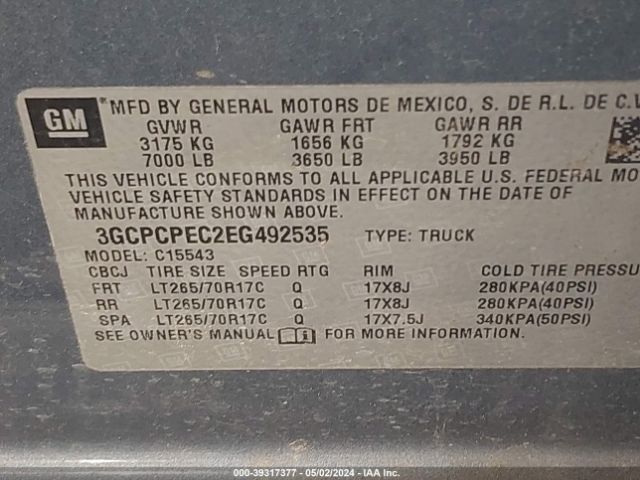 GM
*MFD BY GENERAL MOTORS DE MEXICO, S. DE R.L. DE C.V
GVWR GAWR FRT GAWR RR
3175 KG 1656 KG 1792 KG
7000 LB 3650 LB 3950 LB
THIS VEHICLE CONFORMS TO ALL APPLICABLE U.S. FEDERAL MO
VEHICLE SAFETY STANDARDS IN EFFECT ON THE DATE OF
MANUFACTURE SHOWN ABOVE.
3GCPCPEC2EG492535 TYPE: TRUCK
MODEL: C15543
CBCJ TIRE SIZE SPEED RTG RIM COLD TIRE PRESSU
FRT LT265/70R17C Q 17X8J 280KPA(40PSI)
RR LT265/70R17C Q 17X8J 280KPA(40PSI)
SPA LT265/70R17C Q 17X7.5J 340KPA(50PSI)
SEE OWNER'S MANUAL i FOR MORE INFORMATION.
000-39317377 - 05/02/2024 - IAA Inc.